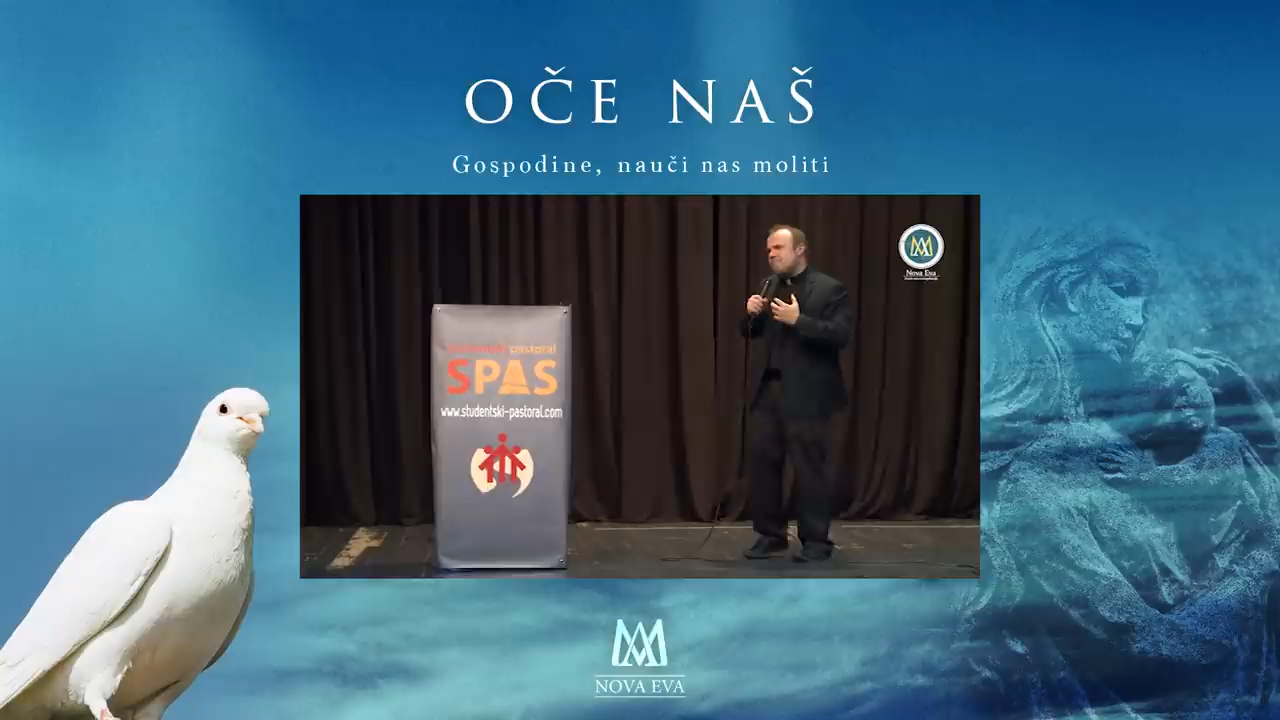 OČE NAŠ
Gospodine, nauči nas moliti
Nova Eva
pastoral
SPAS
www.studentski-pastoral.com
NOVA EVA